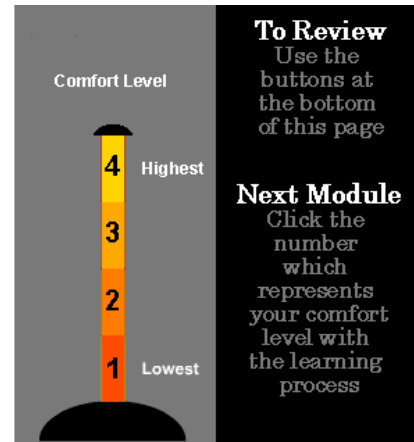 Comfort Level
4 Highest
3
2
1 Lowest
To Review
Use the
buttons at
the bottom
of this page
Next Module
Click the
number
which
represents
your comfort
level with
the learning
process